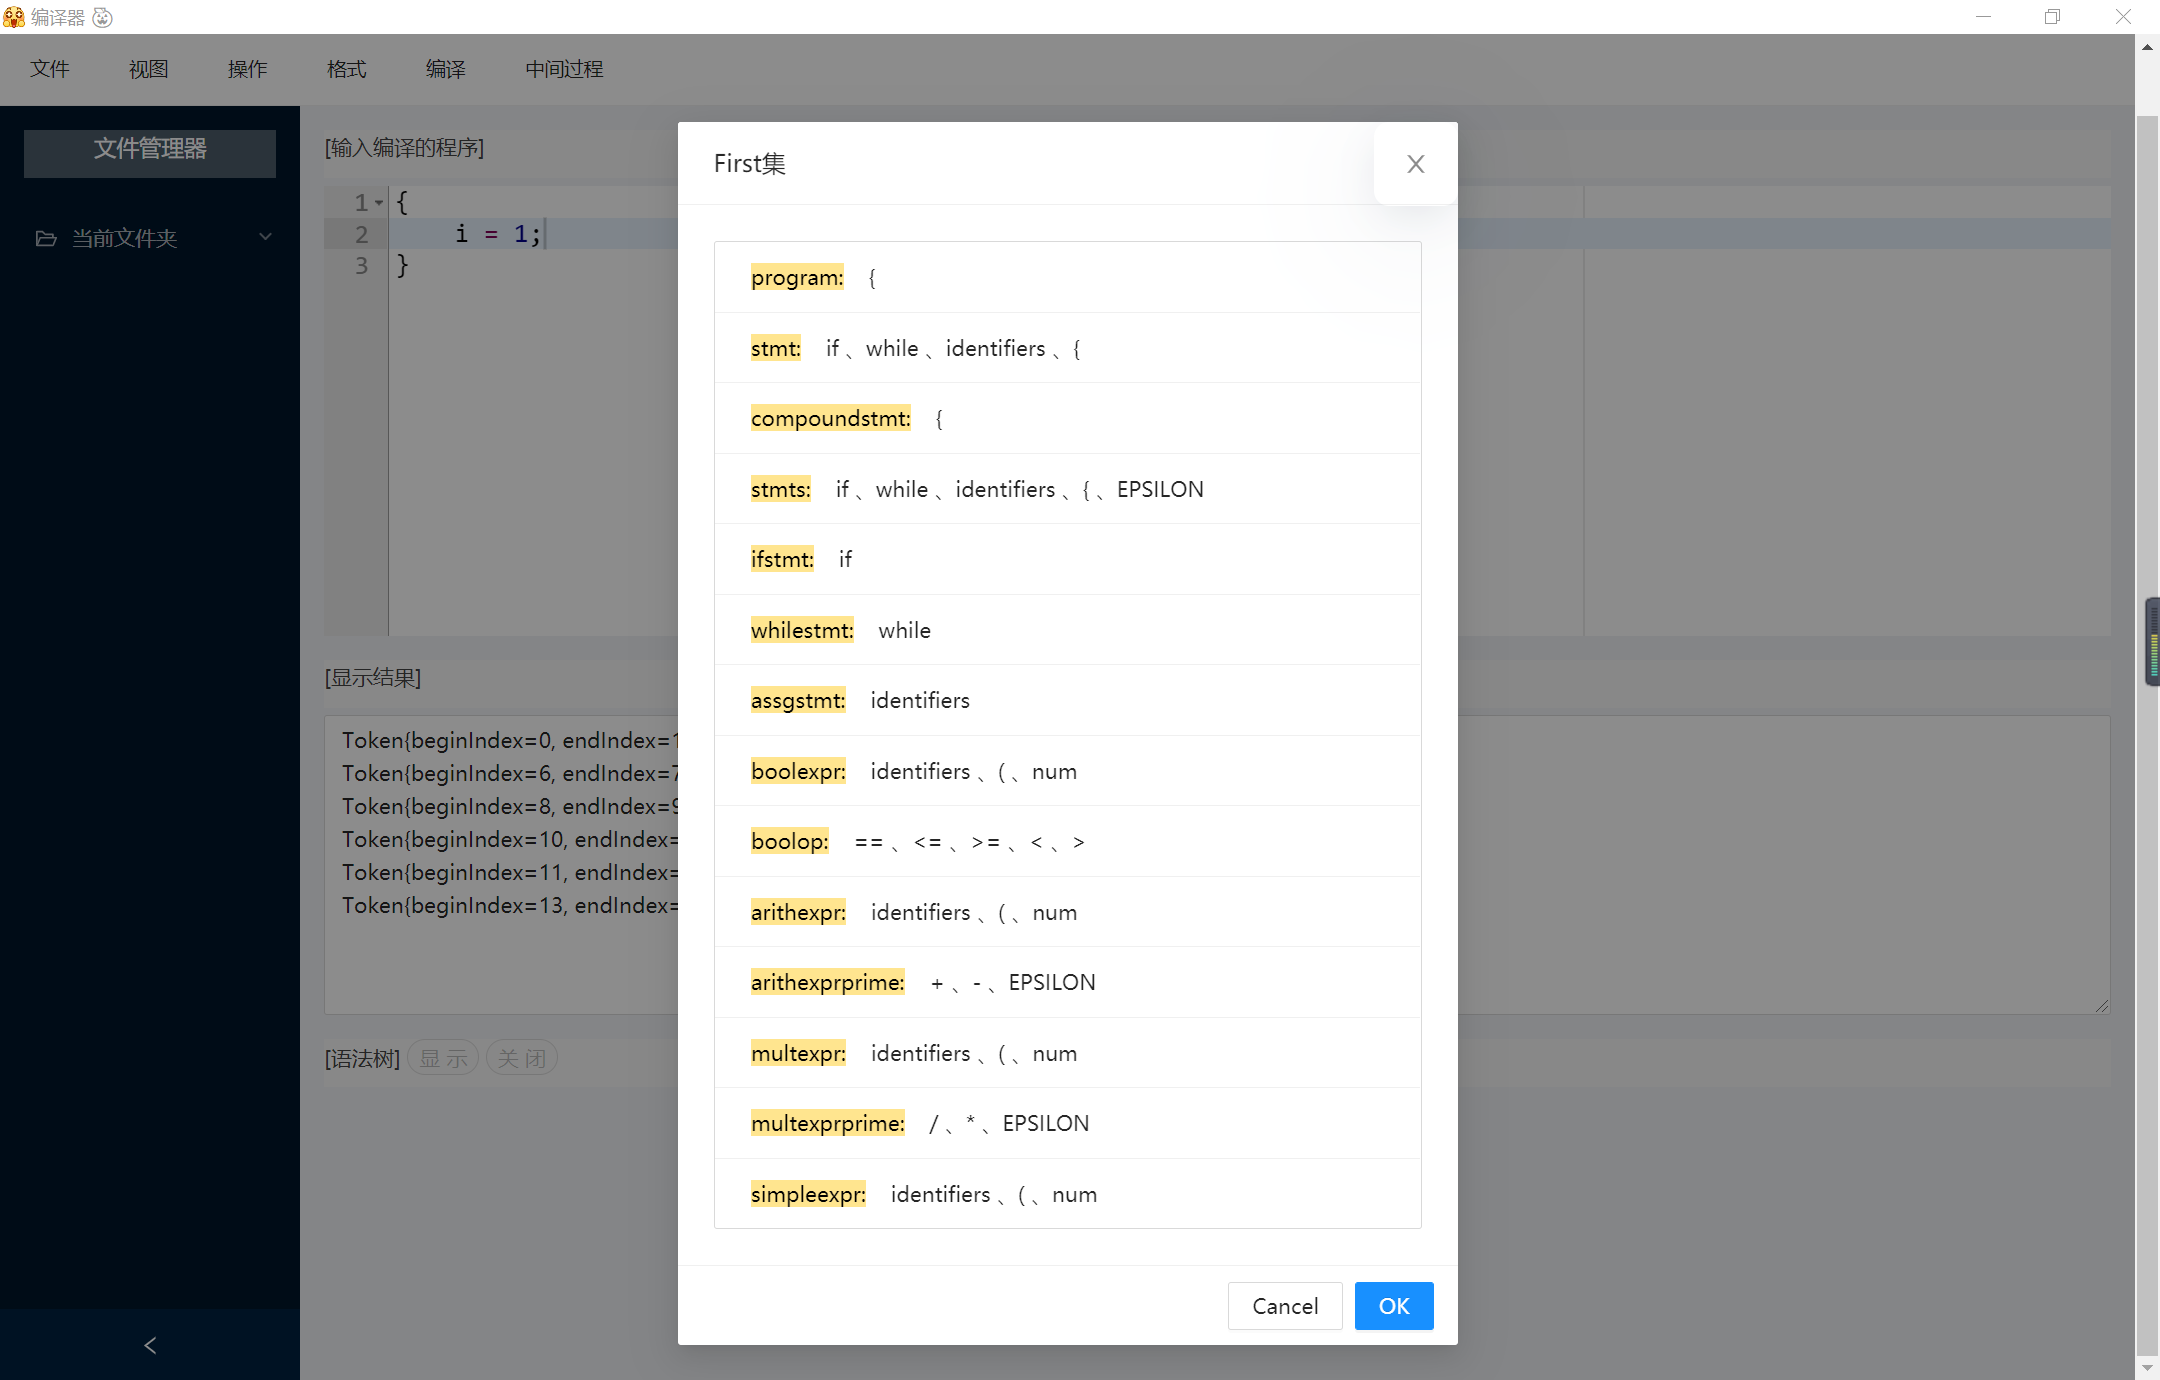 编译器
文件 视图 操作 格式 编译 中间过程
文件管理器
当前文件夹
[输入编译的程序]
1 {
2 i = 1;
3 }
[显示结果]
Token{beginIndex=0, endIndex=1
Token{beginIndex=6, endIndex=7
Token{beginIndex=8, endIndex=9
Token{beginIndex=10, endIndex=
Token{beginIndex=11, endIndex=
Token{beginIndex=13, endIndex=
[语法树] 显 示 关 闭
First集
program: {
stmt: if 、while 、identifiers 、{
compoundstmt: {
stmts: if 、while 、identifiers 、{ 、EPSILON
ifstmt: if
whilestmt: while
assgstmt: identifiers
boolexpr: identifiers 、( 、num
boolop: == 、<= 、>= 、< 、>
arithexpr: identifiers 、( 、num
arithexprprime: + 、- 、EPSILON
multexpr: identifiers 、( 、num
multexprprime: / 、* 、EPSILON
simpleexpr: identifiers 、( 、num
Cancel OK